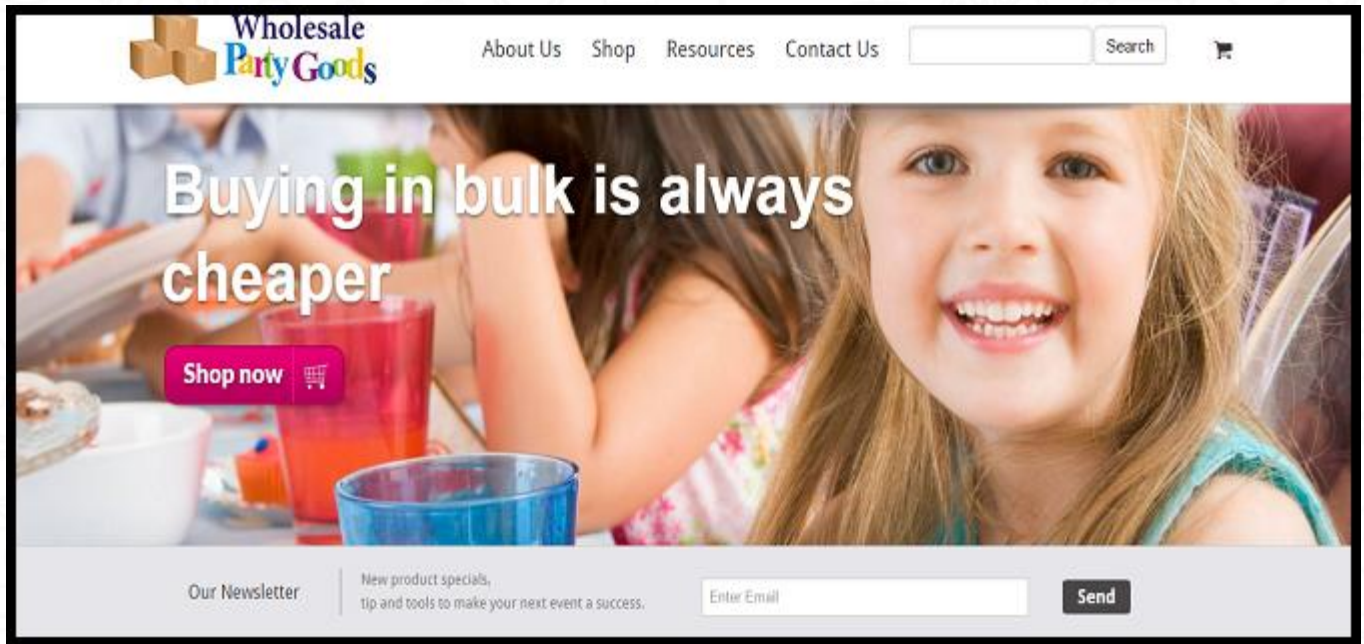 Wholesale
Party Goods
About Us Shop Resources Contact Us Search
Buying in bulk is always
cheaper
Shop now
Our Newsletter
New product specials,
tip and tools to make your next event a success.
Enter Email
Send